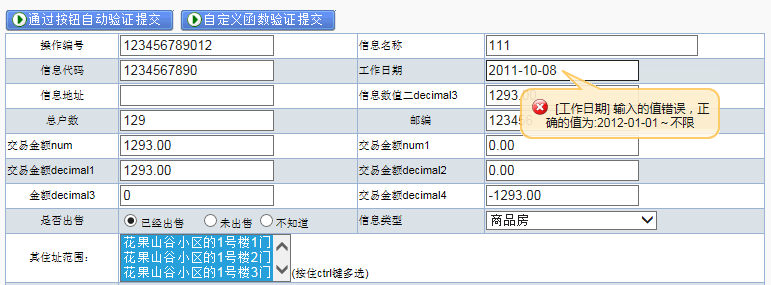 通过按钮自动验证提交 自定义函数验证提交
操作编号 123456789012 信息名称 111
信息代码 1234567890 工作日期 2011-10-08
信息地址 信息数值二decimal3 1293.00
[工作日期] 输入的值错误，正
确的值为:2012-01-01～不限
总户数 129 邮编 123456
交易金额num 1293.00 交易金额num1 0.00
交易金额decimal1 1293.00 交易金额decimal2 0.00
金额decimal3 0 交易金额decimal4 -1293.00
是否出售 已经出售 未出售 不知道 信息类型 商品房
花果山谷小区的1号楼1门
其住址范围： 花果山谷小区的1号楼2门
花果山谷小区的1号楼3门 (按住ctrl键多选)